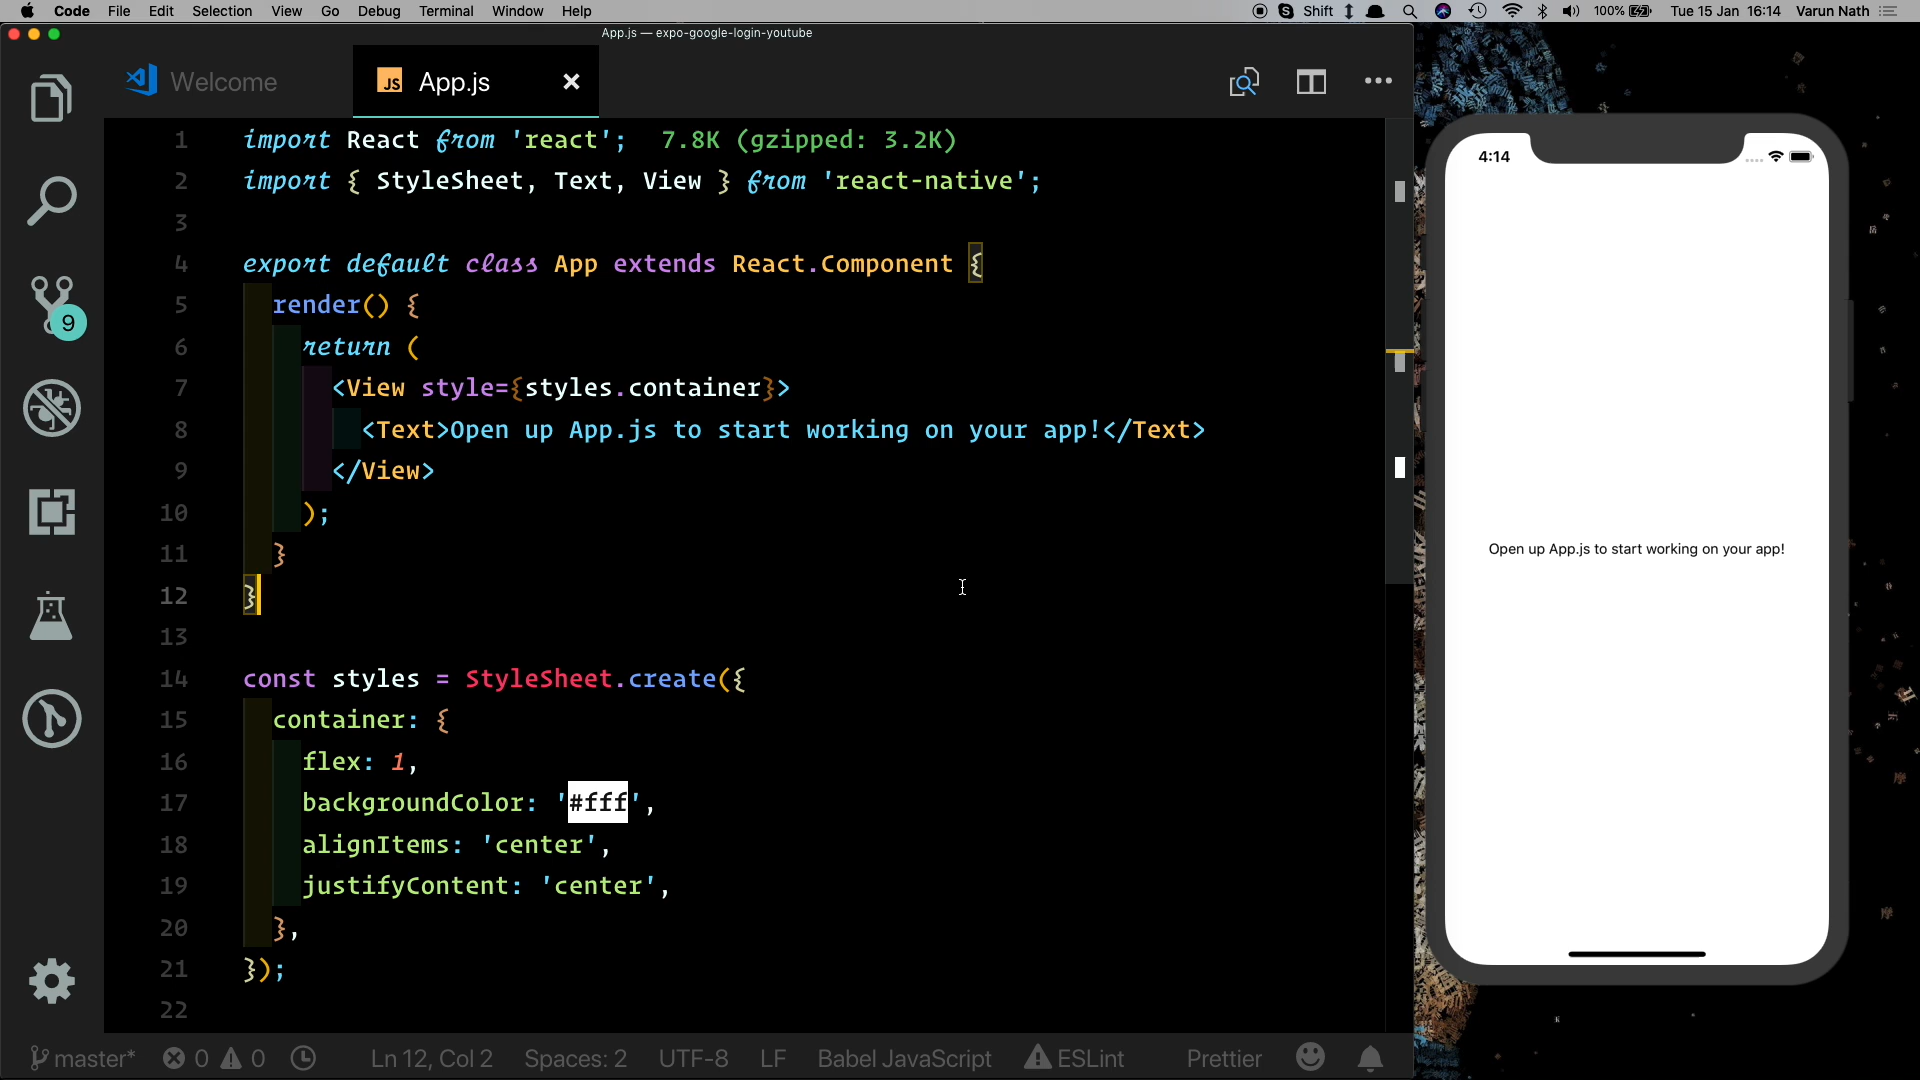 Code File Edit Selection View Go Debug Terminal Window Help Shift 100% Tue 15 Jan 16:14 Varun Nath
App.js — expo-google-login-youtube
Welcome
JS App.js
1 import React from 'react'; 7.8K (gzipped: 3.2K)
2 import { StyleSheet, Text, View } from 'react-native';
3
4 export default class App extends React.Component {
5 render() {
6 return (
7 <View style={styles.container}>
8 <Text>Open up App.js to start working on your app!</Text>
9 </View>
10 );
11 }
12 }
13
14 const styles = StyleSheet.create({
15 container: {
16 flex: 1,
17 backgroundColor: '#fff',
18 alignItems: 'center',
19 justifyContent: 'center',
20 },
21 });
22
9
master* 0 0 Ln 12, Col 2 Spaces: 2 UTF-8 LF Babel JavaScript ESLint Prettier
4:14
Open up App.js to start working on your app!